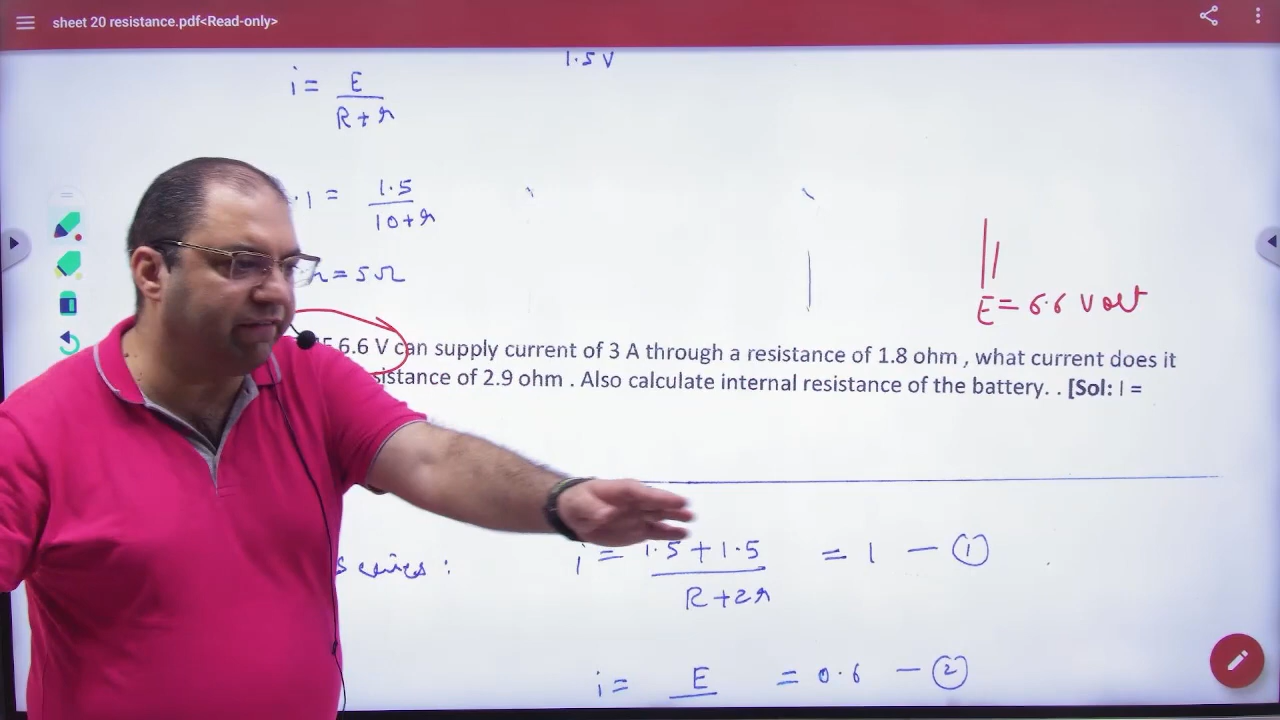 sheet 20 resistance.pdf<Read-only>
1.5 V
i = E
R + r
1 = 1.5
10 + r
r = 5Ω
E = 6.6 Volt
6.6 V can supply current of 3 A through a resistance of 1.8 ohm , what current does it
sistance of 2.9 ohm . Also calculate internal resistance of the battery. . [Sol: I =
series :
i = 1.5 + 1.5 = 1 — ①
R + 2r
i = E = 0.6 — ②